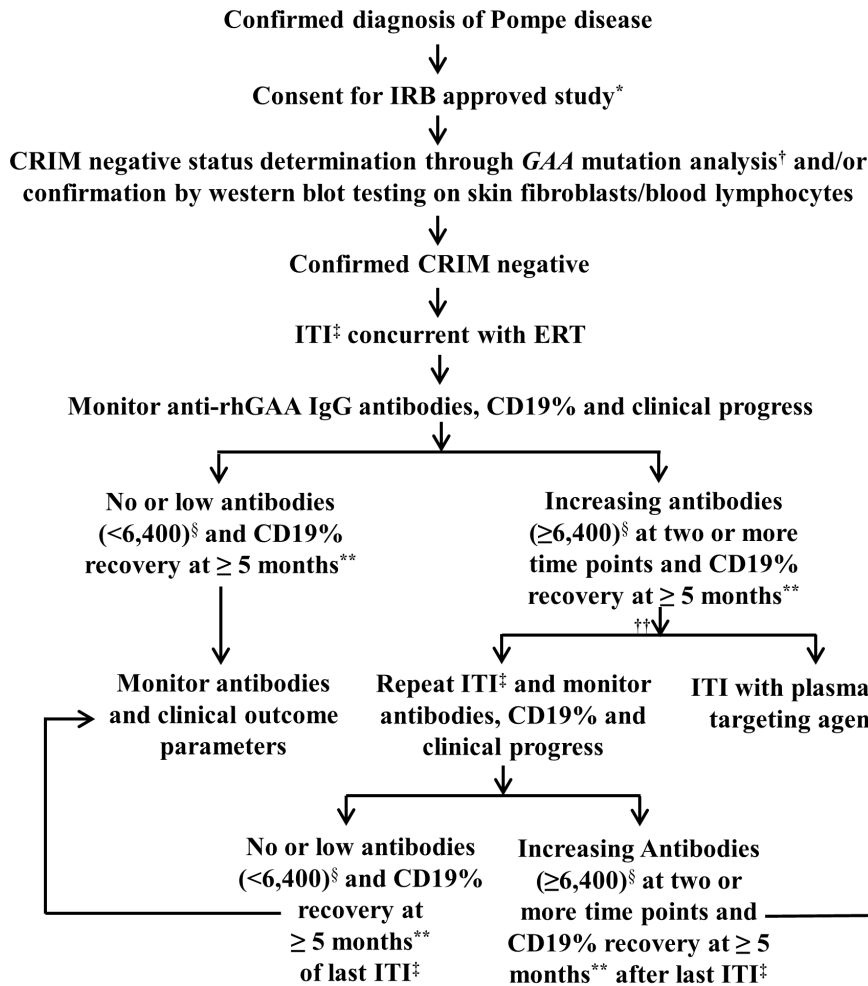 Confirmed diagnosis of Pompe disease
Consent for IRB approved study*
CRIM negative status determination through GAA mutation analysis† and/or
confirmation by western blot testing on skin fibroblasts/blood lymphocytes
Confirmed CRIM negative
ITI‡ concurrent with ERT
Monitor anti-rhGAA IgG antibodies, CD19% and clinical progress
No or low antibodies
(<6,400)§ and CD19%
recovery at ≥ 5 months**
Increasing antibodies
(≥6,400)§ at two or more
time points and CD19%
recovery at ≥ 5 months**
††
Monitor antibodies
and clinical outcome
parameters
Repeat ITI‡ and monitor
antibodies, CD19% and
clinical progress
ITI with plasma
targeting agen
No or low antibodies
(<6,400)§ and CD19%
recovery at
≥ 5 months**
of last ITI‡
Increasing Antibodies
(≥6,400)§ at two or
more time points and
CD19% recovery at ≥ 5
months** after last ITI‡